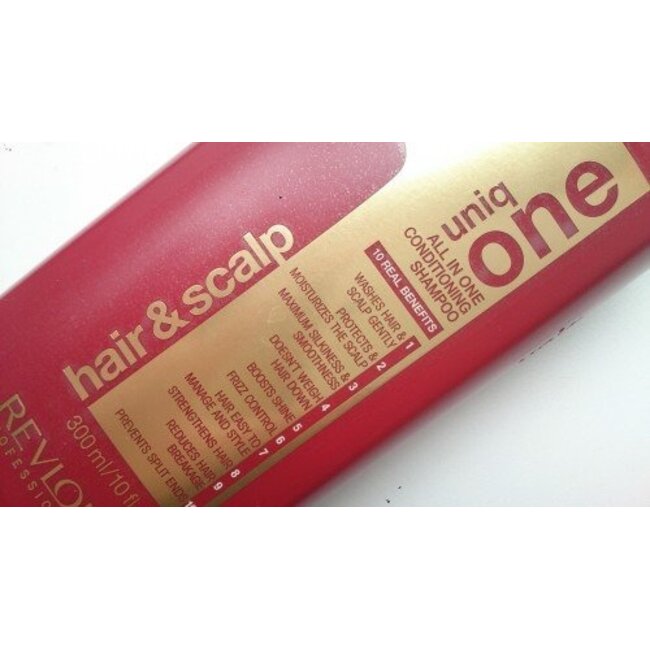 uniq
one
ALL IN ONE
CONDITIONING
SHAMPOO
10 REAL BENEFITS
WASHES HAIR & 1
SCALP GENTLY
PROTECTS & 2
MOISTURIZES THE SCALP
MAXIMUM SILKINESS & 3
SMOOTHNESS
DOESN'T WEIGH 4
HAIR DOWN
BOOSTS SHINE 5
FRIZZ CONTROL 6
HAIR EASY TO 7
MANAGE AND STYLE
STRENGTHENS HAIR 8
REDUCES HAIR 9
BREAKAGE
PREVENTS SPLIT ENDS
hair & scalp
300 ml/10 fl
REVLO